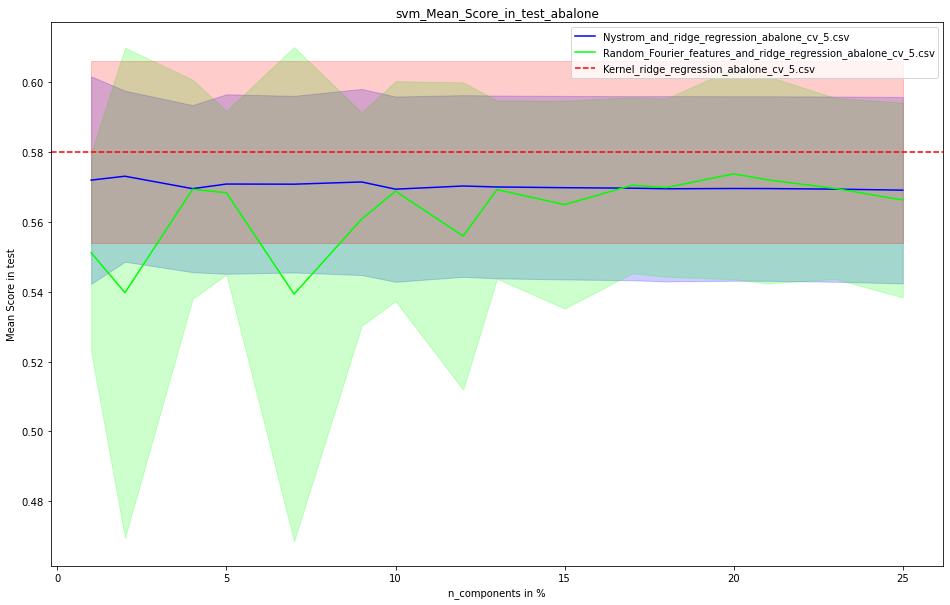 svm_Mean_Score_in_test_abalone
Nystrom_and_ridge_regression_abalone_cv_5.csv
Random_Fourier_features_and_ridge_regression_abalone_cv_5.csv
Kernel_ridge_regression_abalone_cv_5.csv
Mean Score in test
0.60
0.58
0.56
0.54
0.52
0.50
0.48
0 5 10 15 20 25
n_components in %